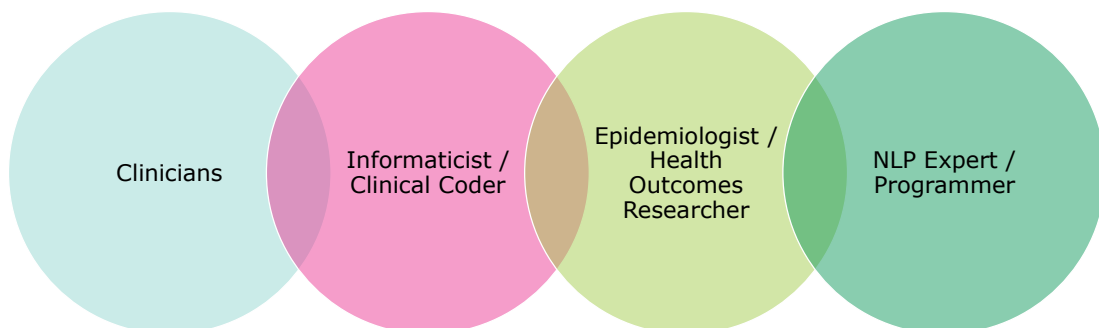 Clinicians
Informaticist /
Clinical Coder
Epidemiologist /
Health
Outcomes
Researcher
NLP Expert /
Programmer